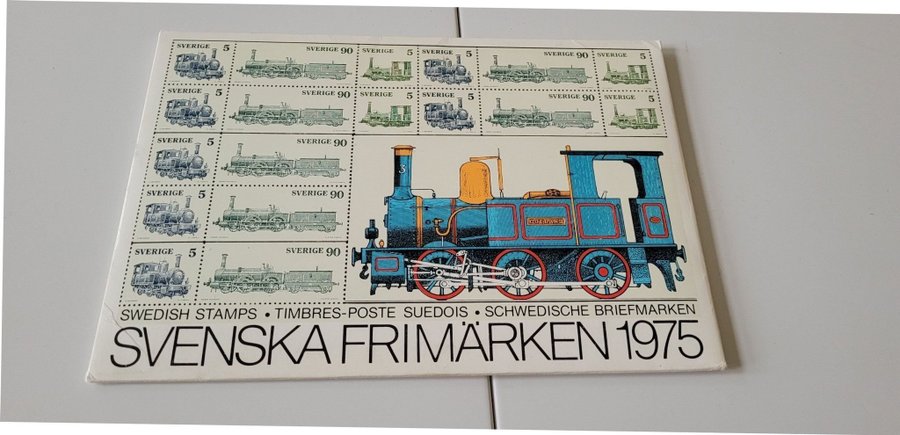 SVERIGE 5 SVERIGE 90 SVERIGE 5 SVERIGE 5 SVERIGE 90 SVERIGE 5
SVERIGE 5 SVERIGE 90 SVERIGE 5 SVERIGE 5 SVERIGE 90 SVERIGE 5
SVERIGE 5 SVERIGE 90
3
SVERIGE 5 SVERIGE 90
SVERIGE 5 SVERIGE 90
SWEDISH STAMPS • TIMBRES-POSTE SUEDOIS • SCHWEDISCHE BRIEFMARKEN
SVENSKA FRIMÄRKEN 1975